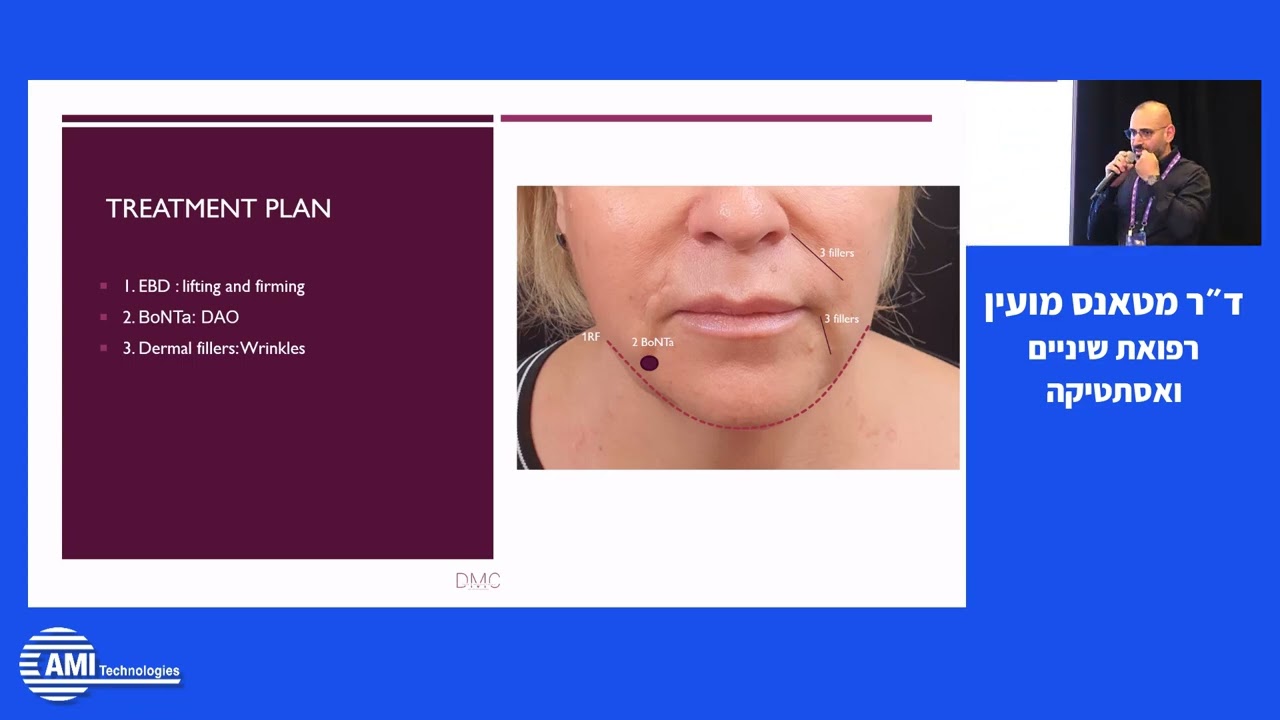 TREATMENT PLAN
1. EBD : lifting and firming
2. BoNTa: DAO
3. Dermal fillers:Wrinkles
3 fillers
3 fillers
1RF
2 BoNTa
DMC
ד״ר מטאנס מועין
רפואת שיניים
ואסתטיקה
AMI Technologies